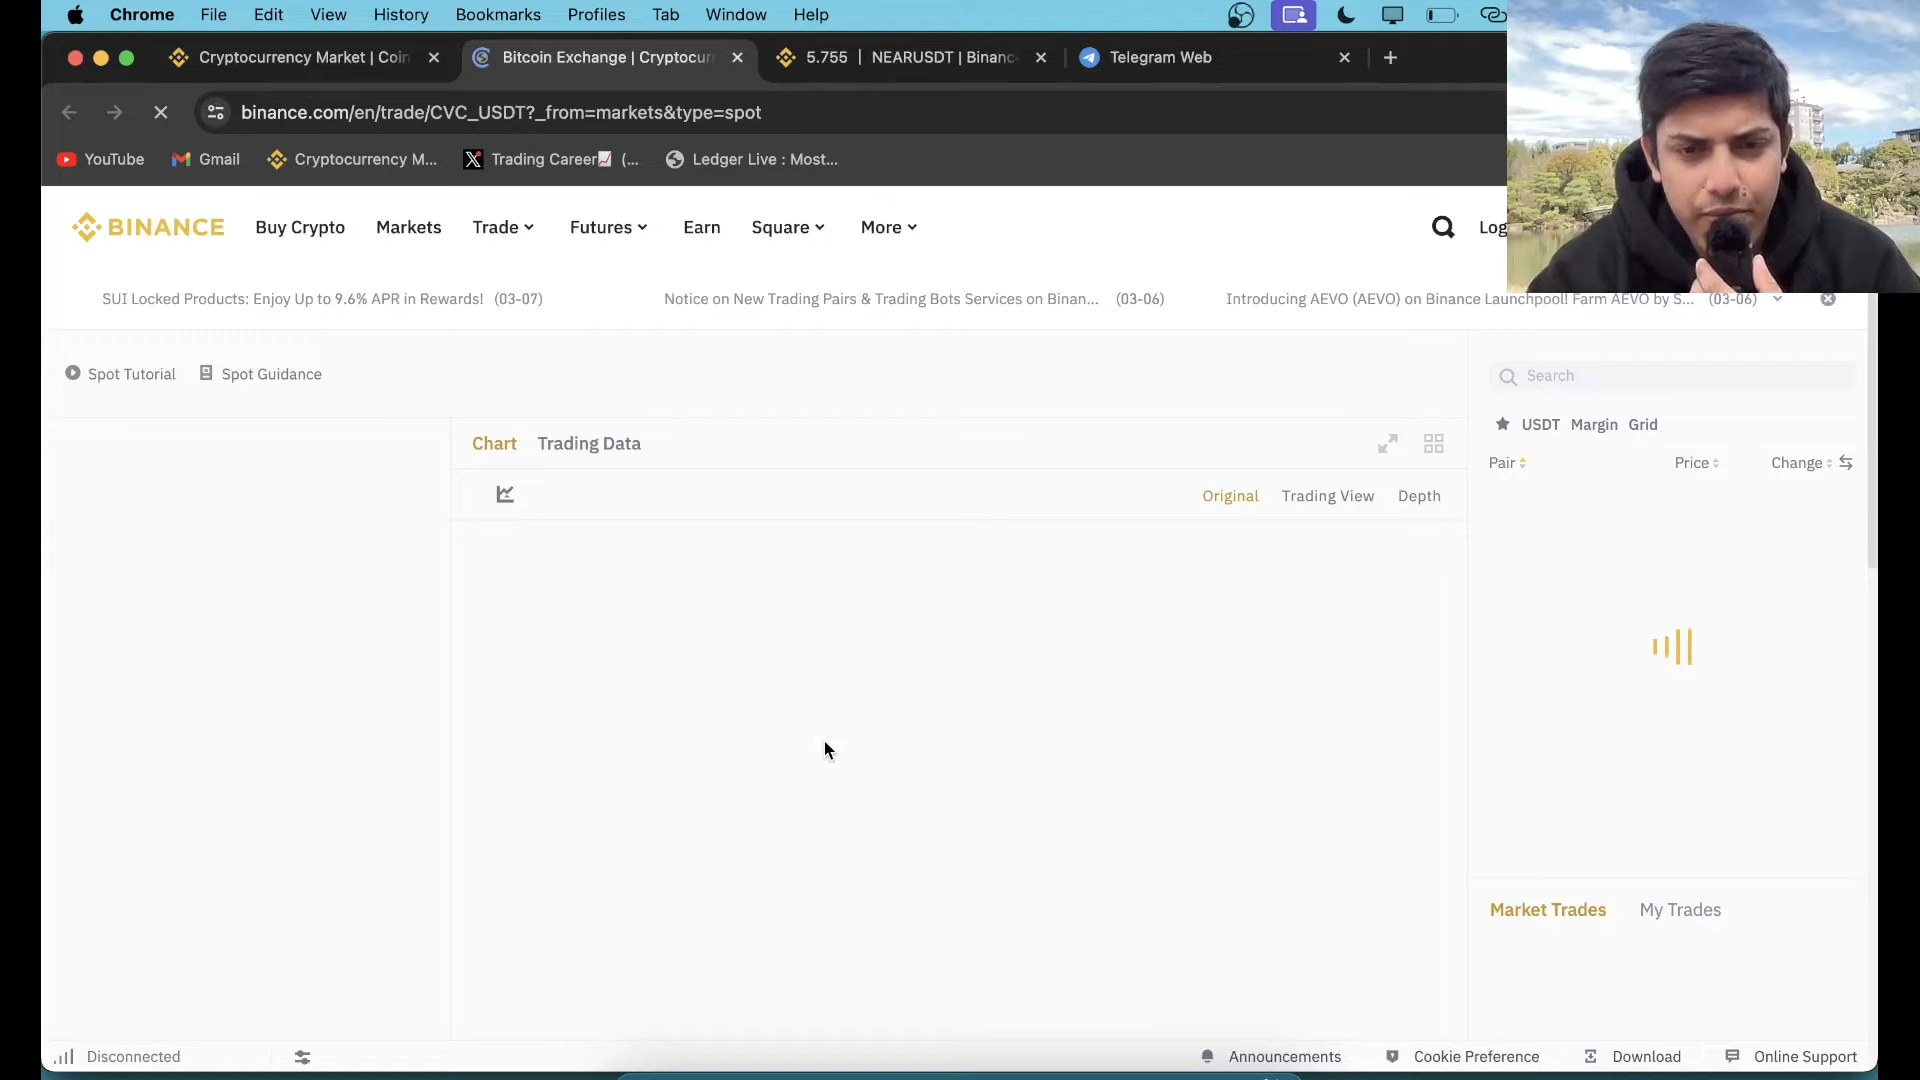 Chrome File Edit View History Bookmarks Profiles Tab Window Help
Cryptocurrency Market | Coin Bitcoin Exchange | Cryptocurr 5.755 | NEARUSDT | Binance Telegram Web
binance.com/en/trade/CVC_USDT?_from=markets&type=spot
YouTube Gmail Cryptocurrency M... Trading Career (... Ledger Live : Most...
BINANCE Buy Crypto Markets Trade Futures Earn Square More Log
SUI Locked Products: Enjoy Up to 9.6% APR in Rewards! (03-07) Notice on New Trading Pairs & Trading Bots Services on Binan... (03-06) Introducing AEVO (AEVO) on Binance Launchpool! Farm AEVO by S... (03-06)
Spot Tutorial Spot Guidance
Search
USDT Margin Grid
Chart Trading Data
Pair Price Change
Original Trading View Depth
Market Trades My Trades
Disconnected Announcements Cookie Preference Download Online Support